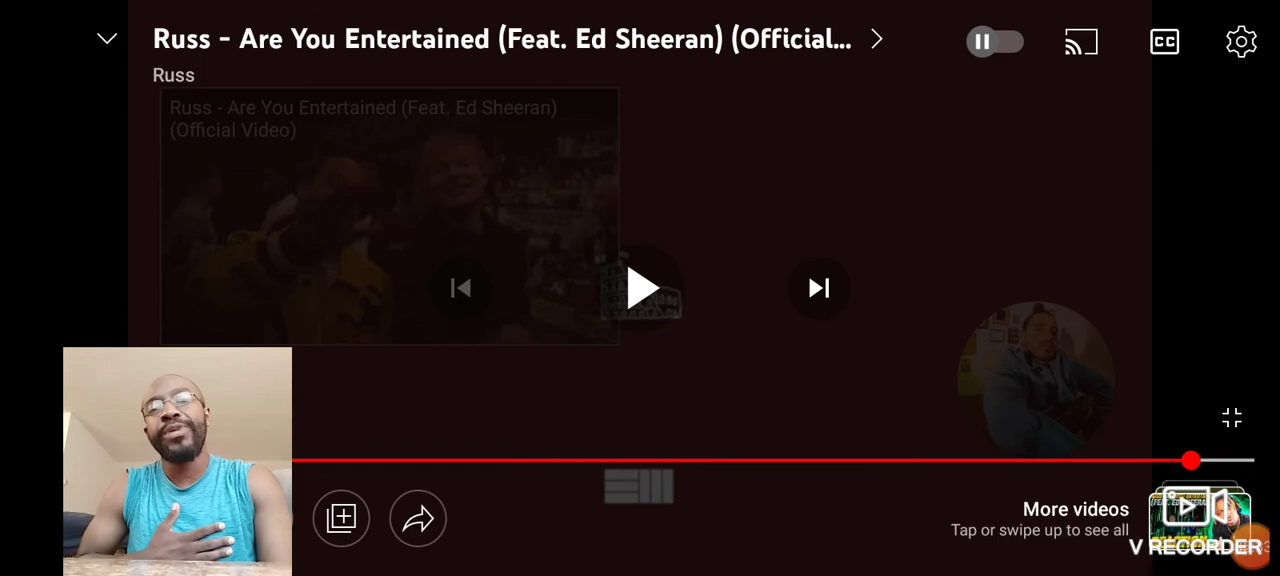 Russ - Are You Entertained (Feat. Ed Sheeran) (Official...
Russ
Russ - Are You Entertained (Feat. Ed Sheeran)
(Official Video)
CC
More videos
Tap or swipe up to see all
V RECORDER